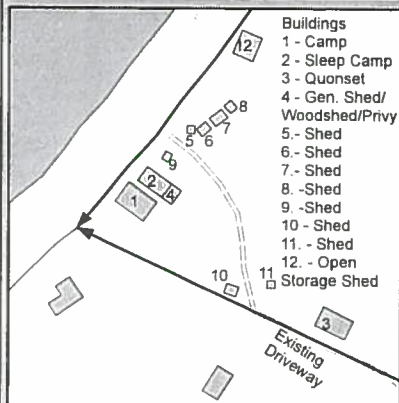 Buildings
1 - Camp
2 - Sleep Camp
3 - Quonset
4 - Gen. Shed/
Woodshed/Privy
5.- Shed
6.- Shed
7.- Shed
8. -Shed
9. -Shed
10 - Shed
11. - Shed
12. - Open
Storage Shed
12
8
7
5
6
9
2
4
1
10
11
3
Existing
Driveway